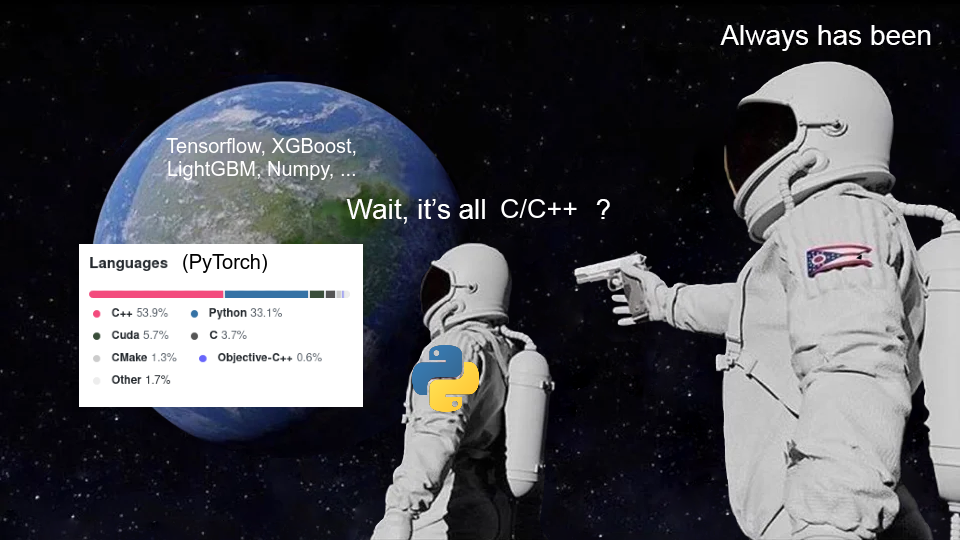 Always has been
Tensorflow, XGBoost,
LightGBM, Numpy, ...
Wait, it's all C/C++ ?
Languages (PyTorch)
C++ 53.9% Python 33.1%
Cuda 5.7% C 3.7%
CMake 1.3% Objective-C++ 0.6%
Other 1.7%